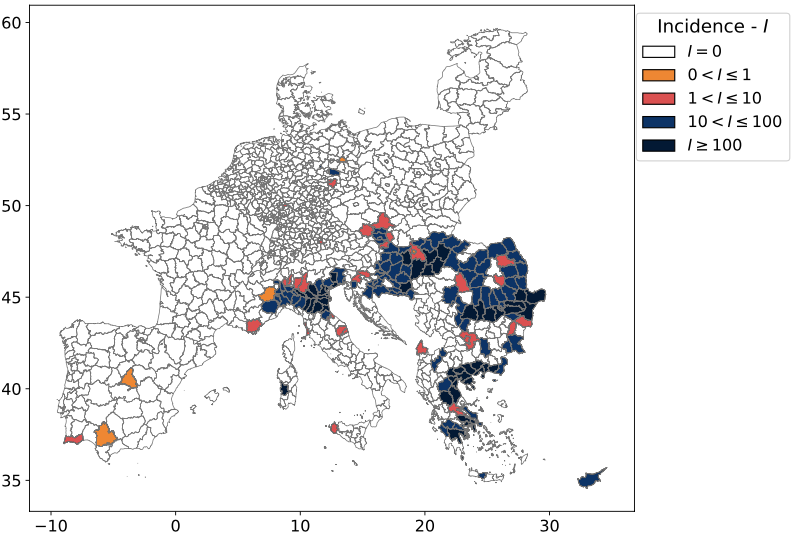 Incidence - I
I = 0
0 < I ≤ 1
1 < I ≤ 10
10 < I ≤ 100
I ≥ 100
60
55
50
45
40
35
−10
0
10
20
30